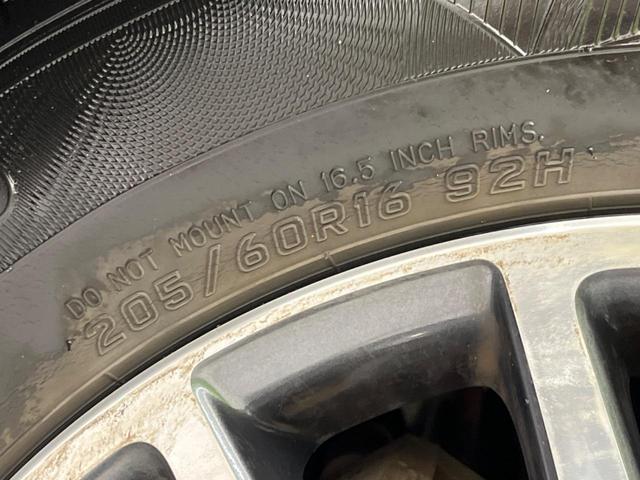 DO NOT MOUNT ON 16.5 INCH RIMS.
205/60R16 92H